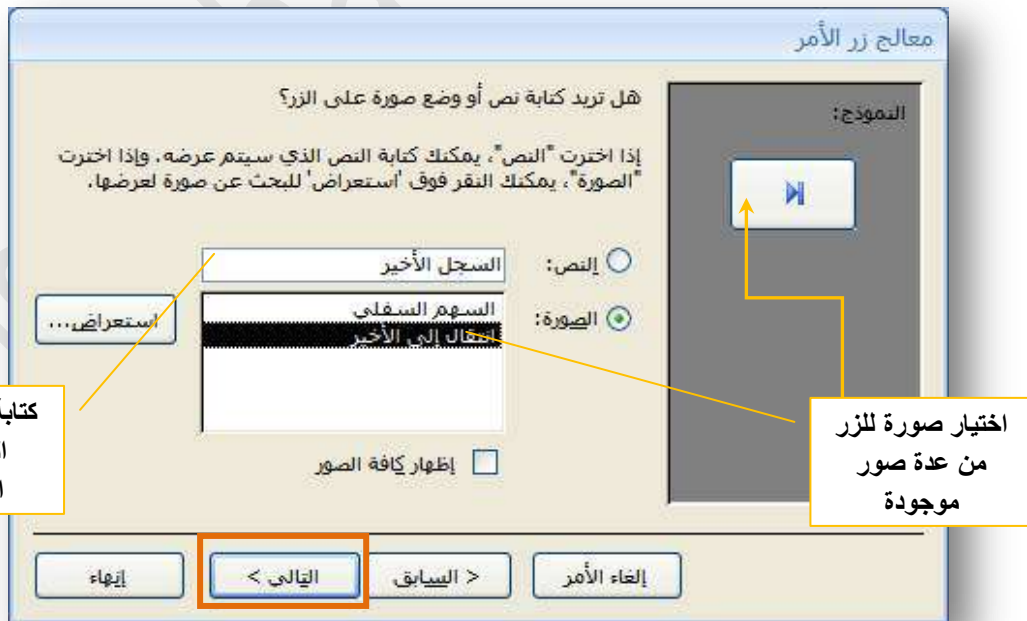 معالج زر الأمر
النموذج:
هل تريد كتابة نص أو وضع صورة على الزر؟
إذا اخترت "النص"، يمكنك كتابة النص الذي سيتم عرضه. وإذا اخترت
"الصورة"، يمكنك النقر فوق 'استعراض' للبحث عن صورة لعرضها.
النص:
السجل الأخير
الصورة:
السهم السفلي
انتقال إلى الأخير
استعراض...
إظهار كافة الصور
اختيار صورة للزر
من عدة صور
موجودة
إلغاء الأمر
< السابق
التالي >
إنهاء